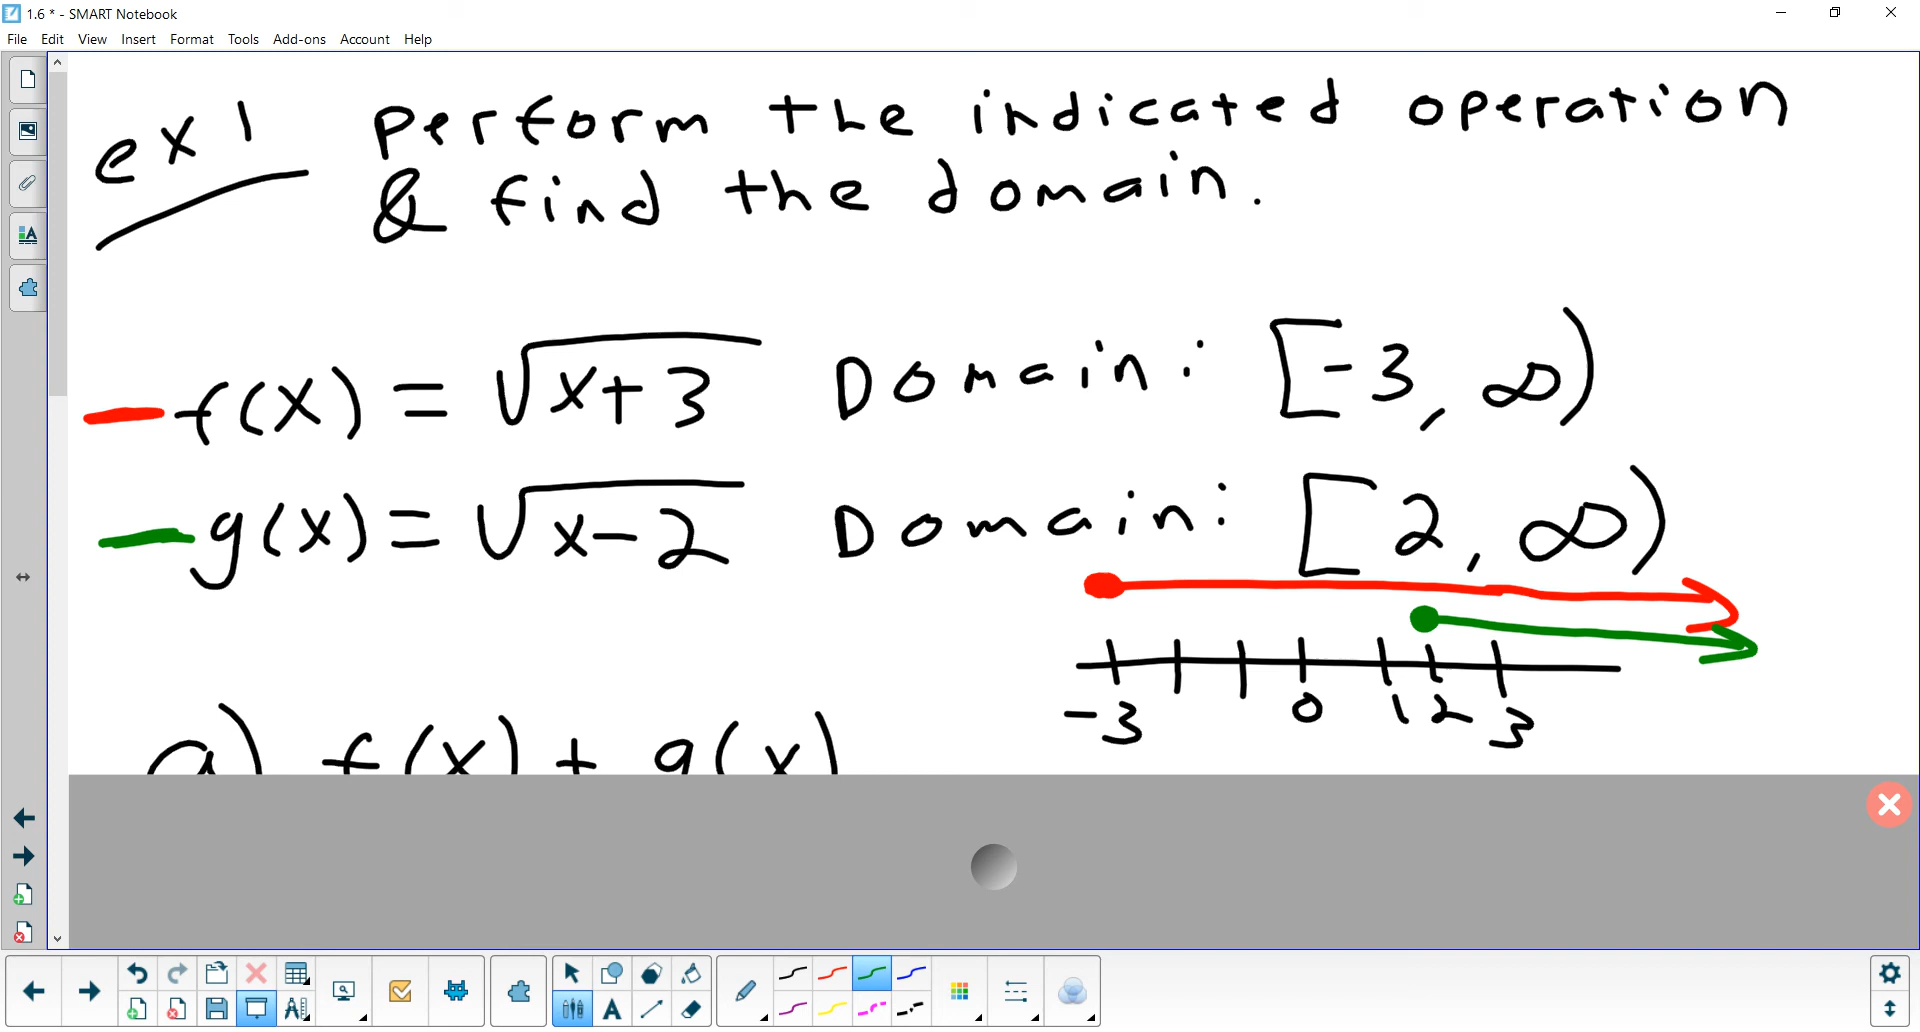 1.6 * - SMART Notebook
File Edit View Insert Format Tools Add-ons Account Help
ex 1 perform the indicated operation
& find the domain.
f(x) = √x+3 Domain: [-3, ∞)
g(x) = √x-2 Domain: [2, ∞)
-3 0 1 2 3
a) f(x) + g(x)